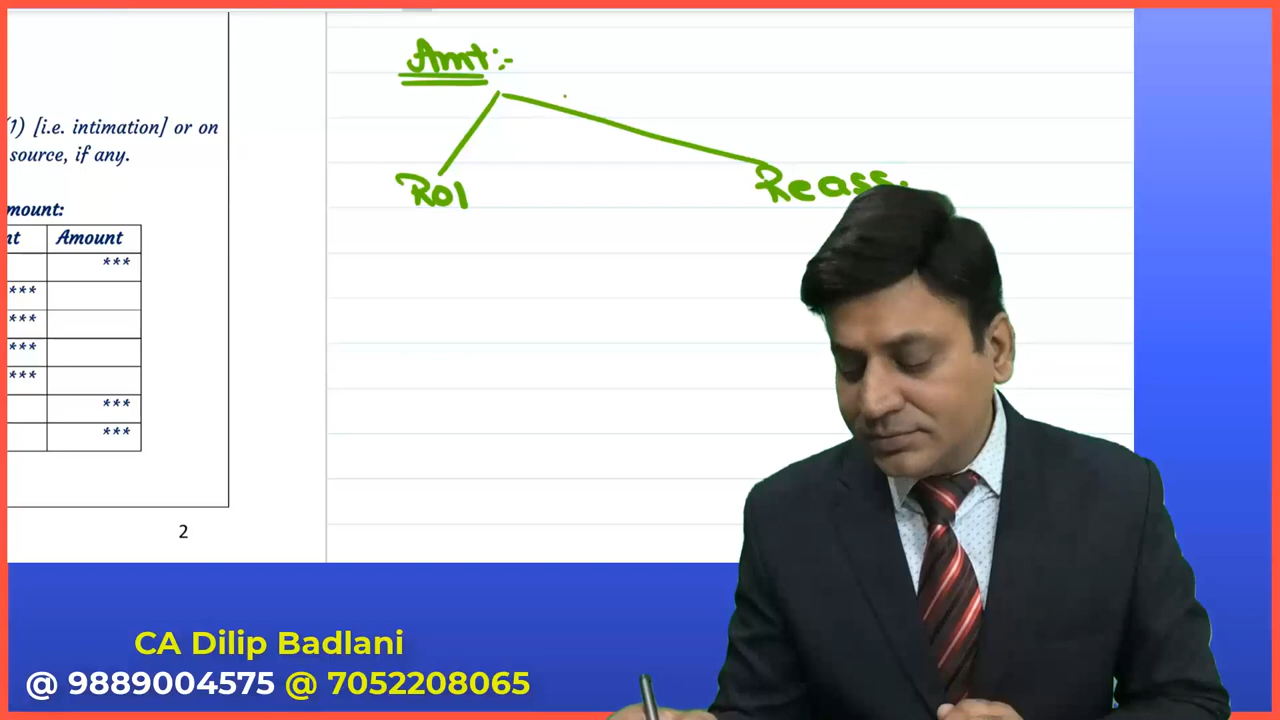 (1) [i.e. intimation] or on
source, if any.
mount:
nt Amount
***
***
***
***
***
***
***
2
Amt:-
ROI Reass.
CA Dilip Badlani
@ 9889004575 @ 7052208065